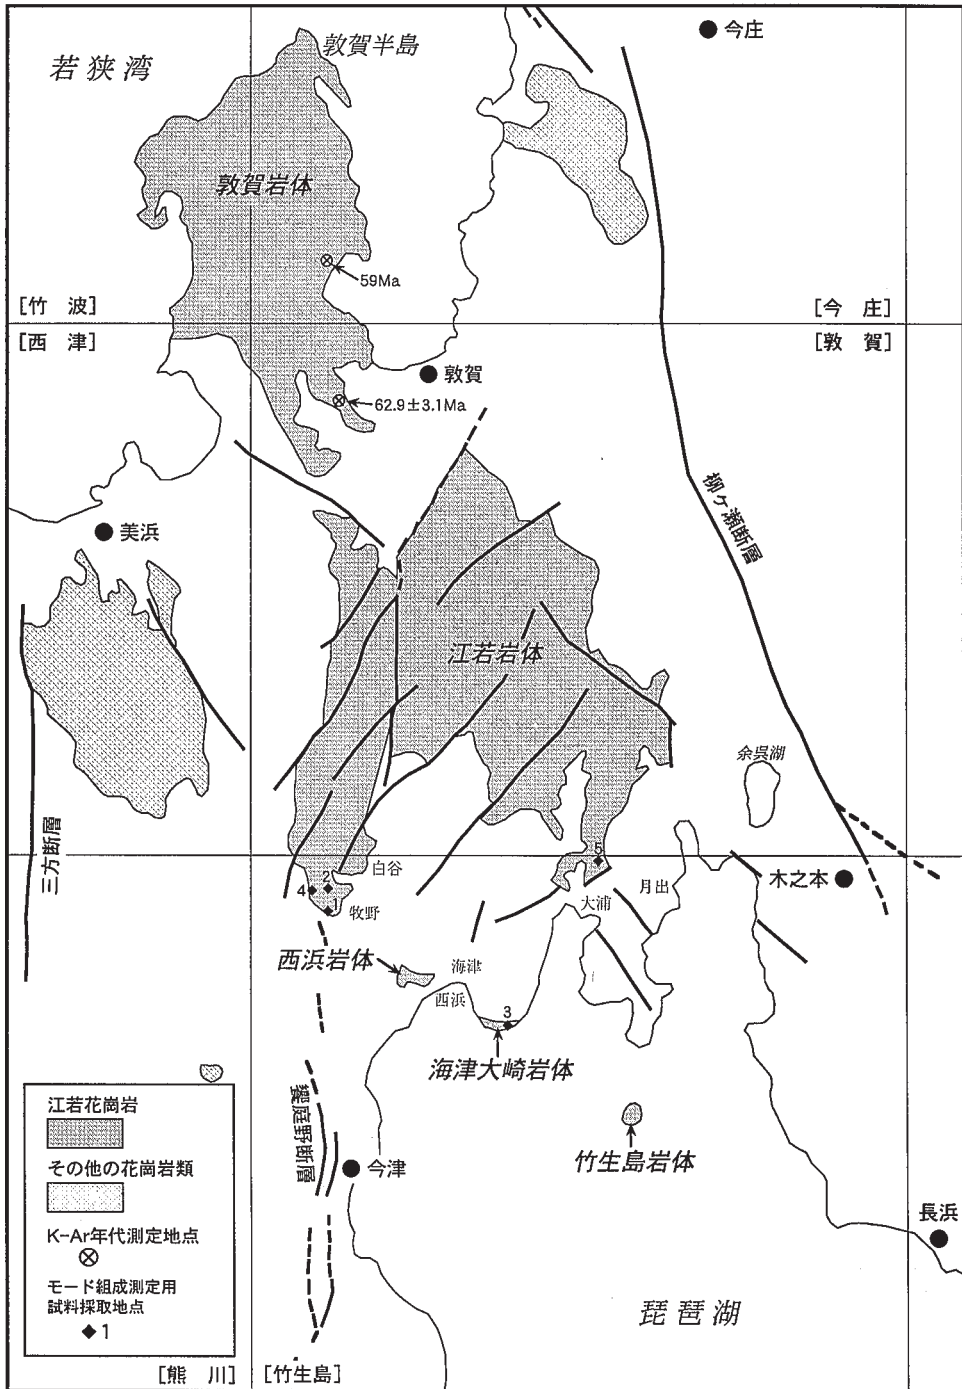 今庄
敦賀半島
若狭湾
敦賀岩体
59Ma
[竹 波]
[今 庄]
[西 津]
[敦 賀]
敦賀
62.9±3.1Ma
柳ヶ瀬断層
美浜
江若岩体
余呉湖
三方断層
白谷
5
木之本
月出
2
4
1
牧野
大浦
西浜岩体
海津
西浜
3
海津大崎岩体
竹生島岩体
饗庭野断層
今津
長浜
琵琶湖
江若花崗岩
その他の花崗岩類
K-Ar年代測定地点
モード組成測定用
試料採取地点
1
[熊 川]
[竹生島]